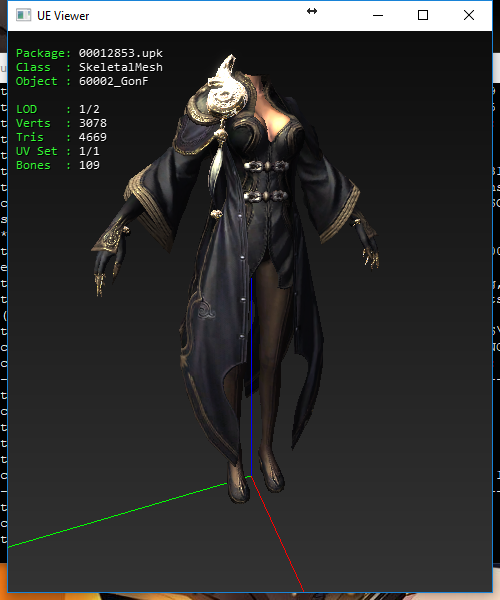 UE Viewer
Package: 00012853.upk
Class : SkeletalMesh
Object : 60002_GonF
LOD : 1/2
Verts : 3078
Tris : 4669
UV Set : 1/1
Bones : 109